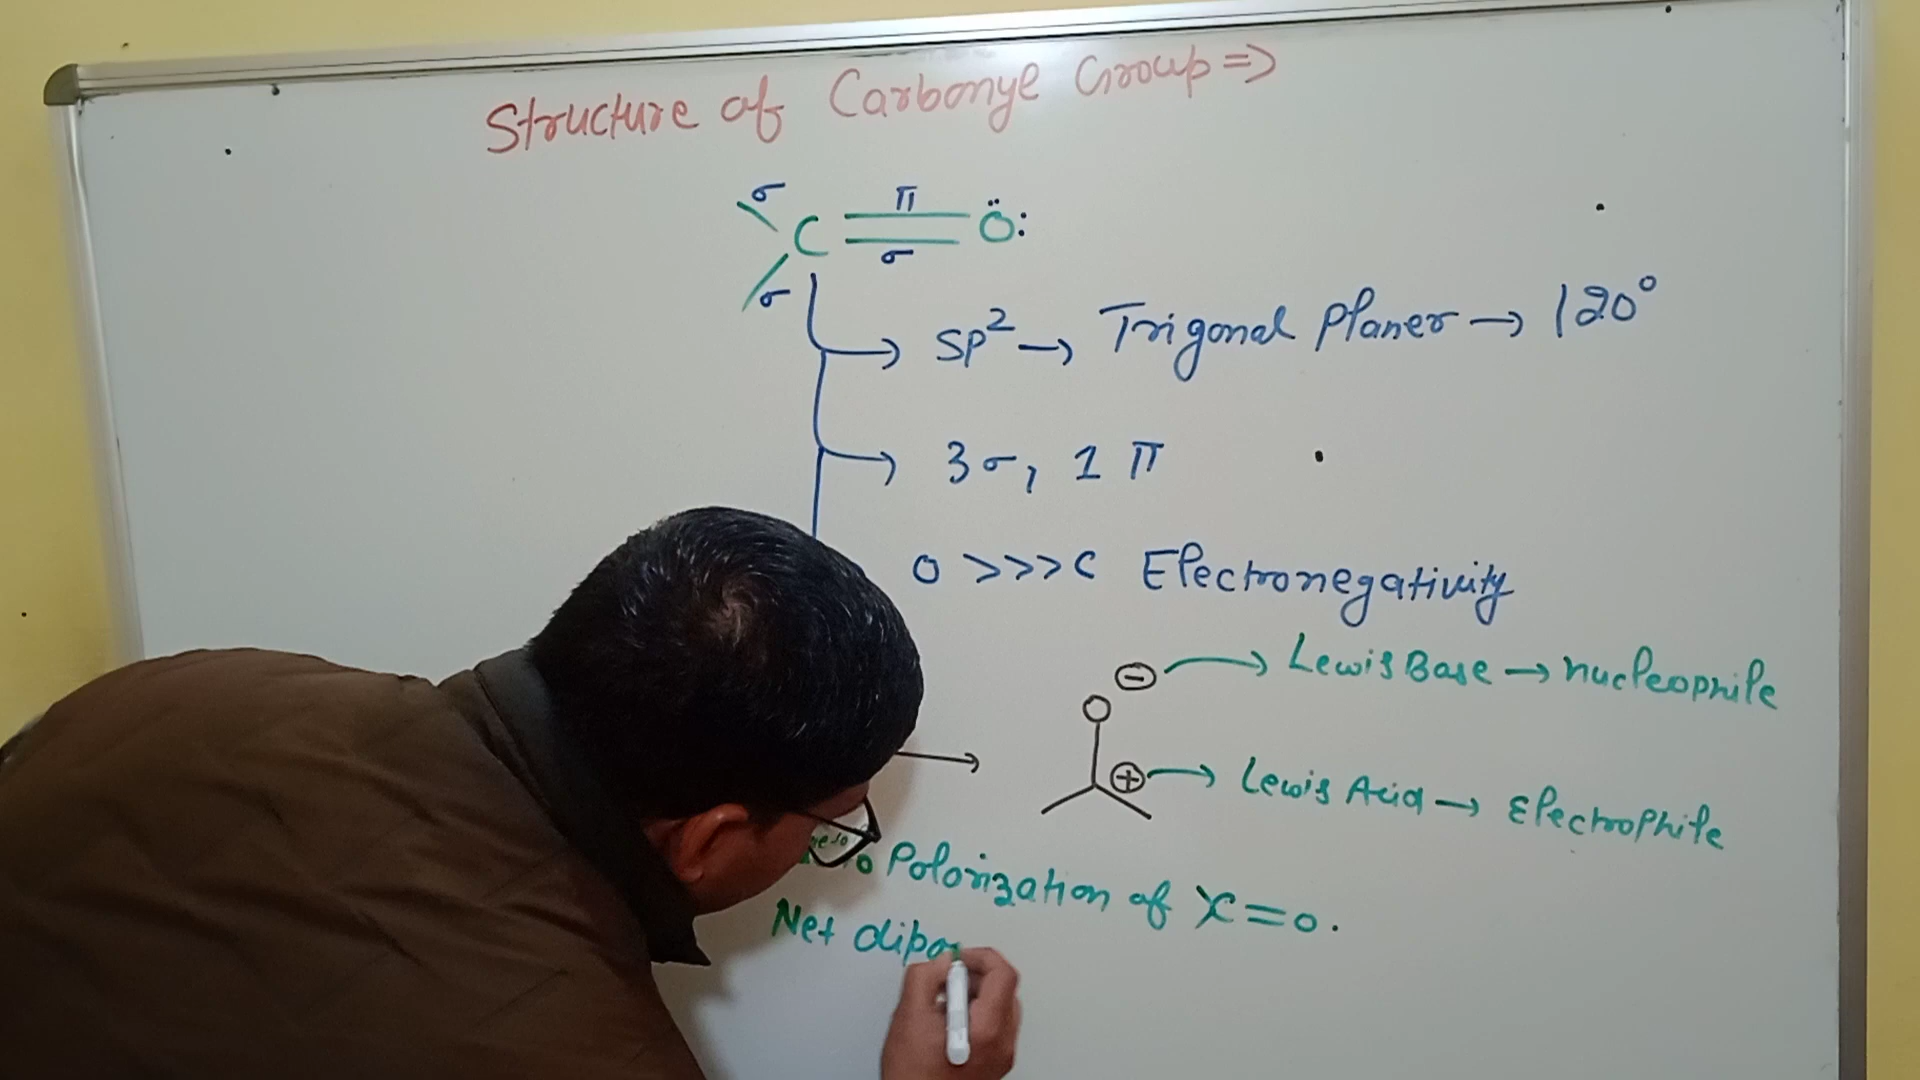 Structure of Carbonyl Group ⇒
σ π
C O:
σ
σ
SP² → Trigonal Planer → 120°
3σ, 1 π
O >>>C Electronegativity
⊖ → Lewis Base → nucleophile
O
⊕ → Lewis Acid → Electrophile
Polorization of >C=O.
Net dipo